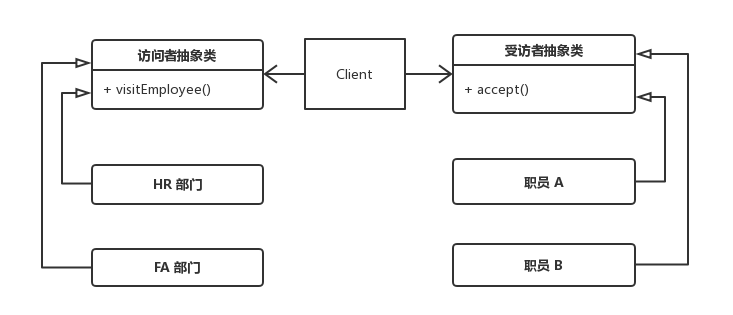 访问者抽象类
+ visitEmployee()
Client
受访者抽象类
+ accept()
HR 部门
职员 A
FA 部门
职员 B